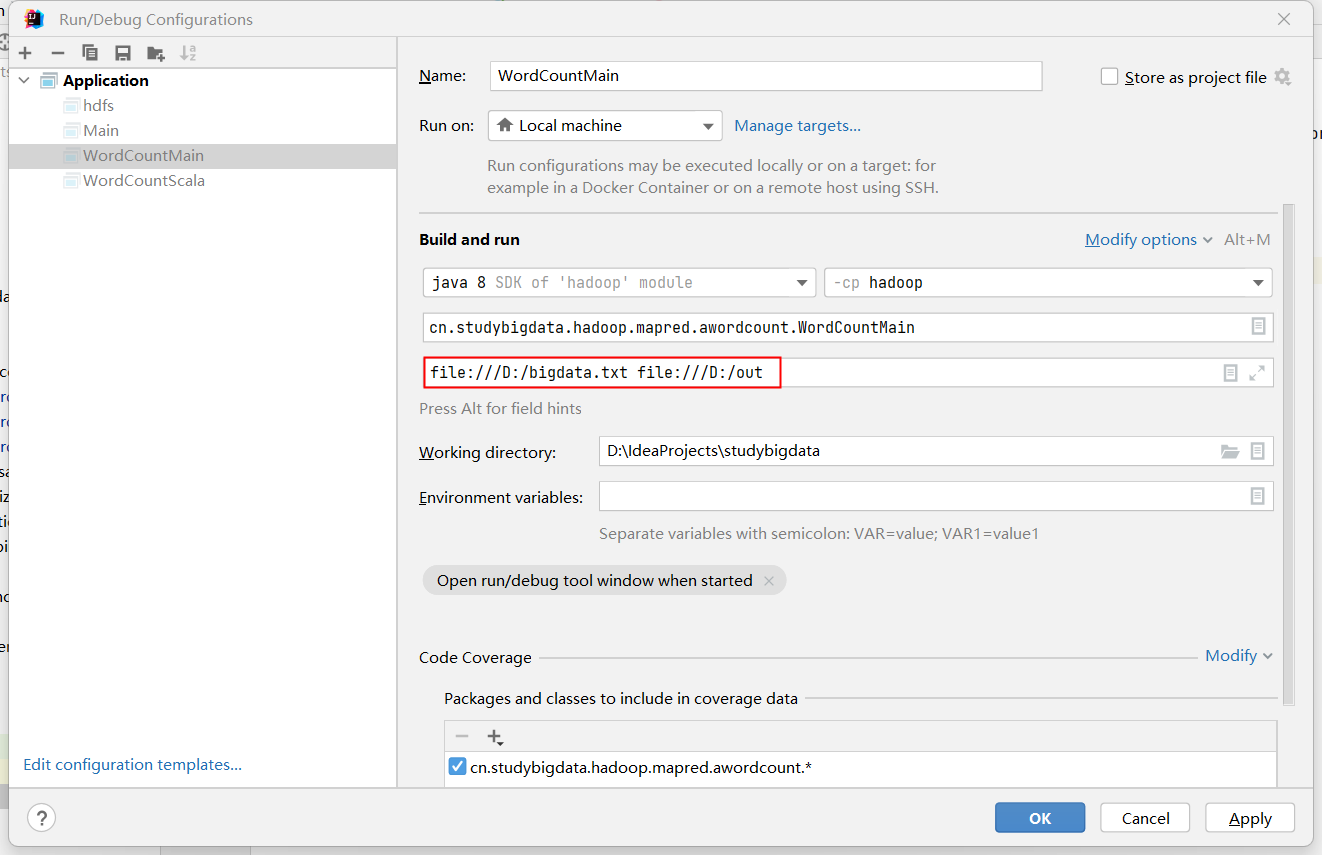 Run/Debug Configurations
Application
hdfs
Main
WordCountMain
WordCountScala
Edit configuration templates...
Name:
WordCountMain
Store as project file
Run on:
Local machine
Manage targets...
Run configurations may be executed locally or on a target: for
example in a Docker Container or on a remote host using SSH.
Build and run
Modify options
Alt+M
java 8 SDK of 'hadoop' module
-cp hadoop
cn.studybigdata.hadoop.mapred.awordcount.WordCountMain
file:///D:/bigdata.txt file:///D:/out
Press Alt for field hints
Working directory:
D:\IdeaProjects\studybigdata
Environment variables:
Separate variables with semicolon: VAR=value; VAR1=value1
Open run/debug tool window when started
Code Coverage
Modify
Packages and classes to include in coverage data
cn.studybigdata.hadoop.mapred.awordcount.*
?
OK
Cancel
Apply